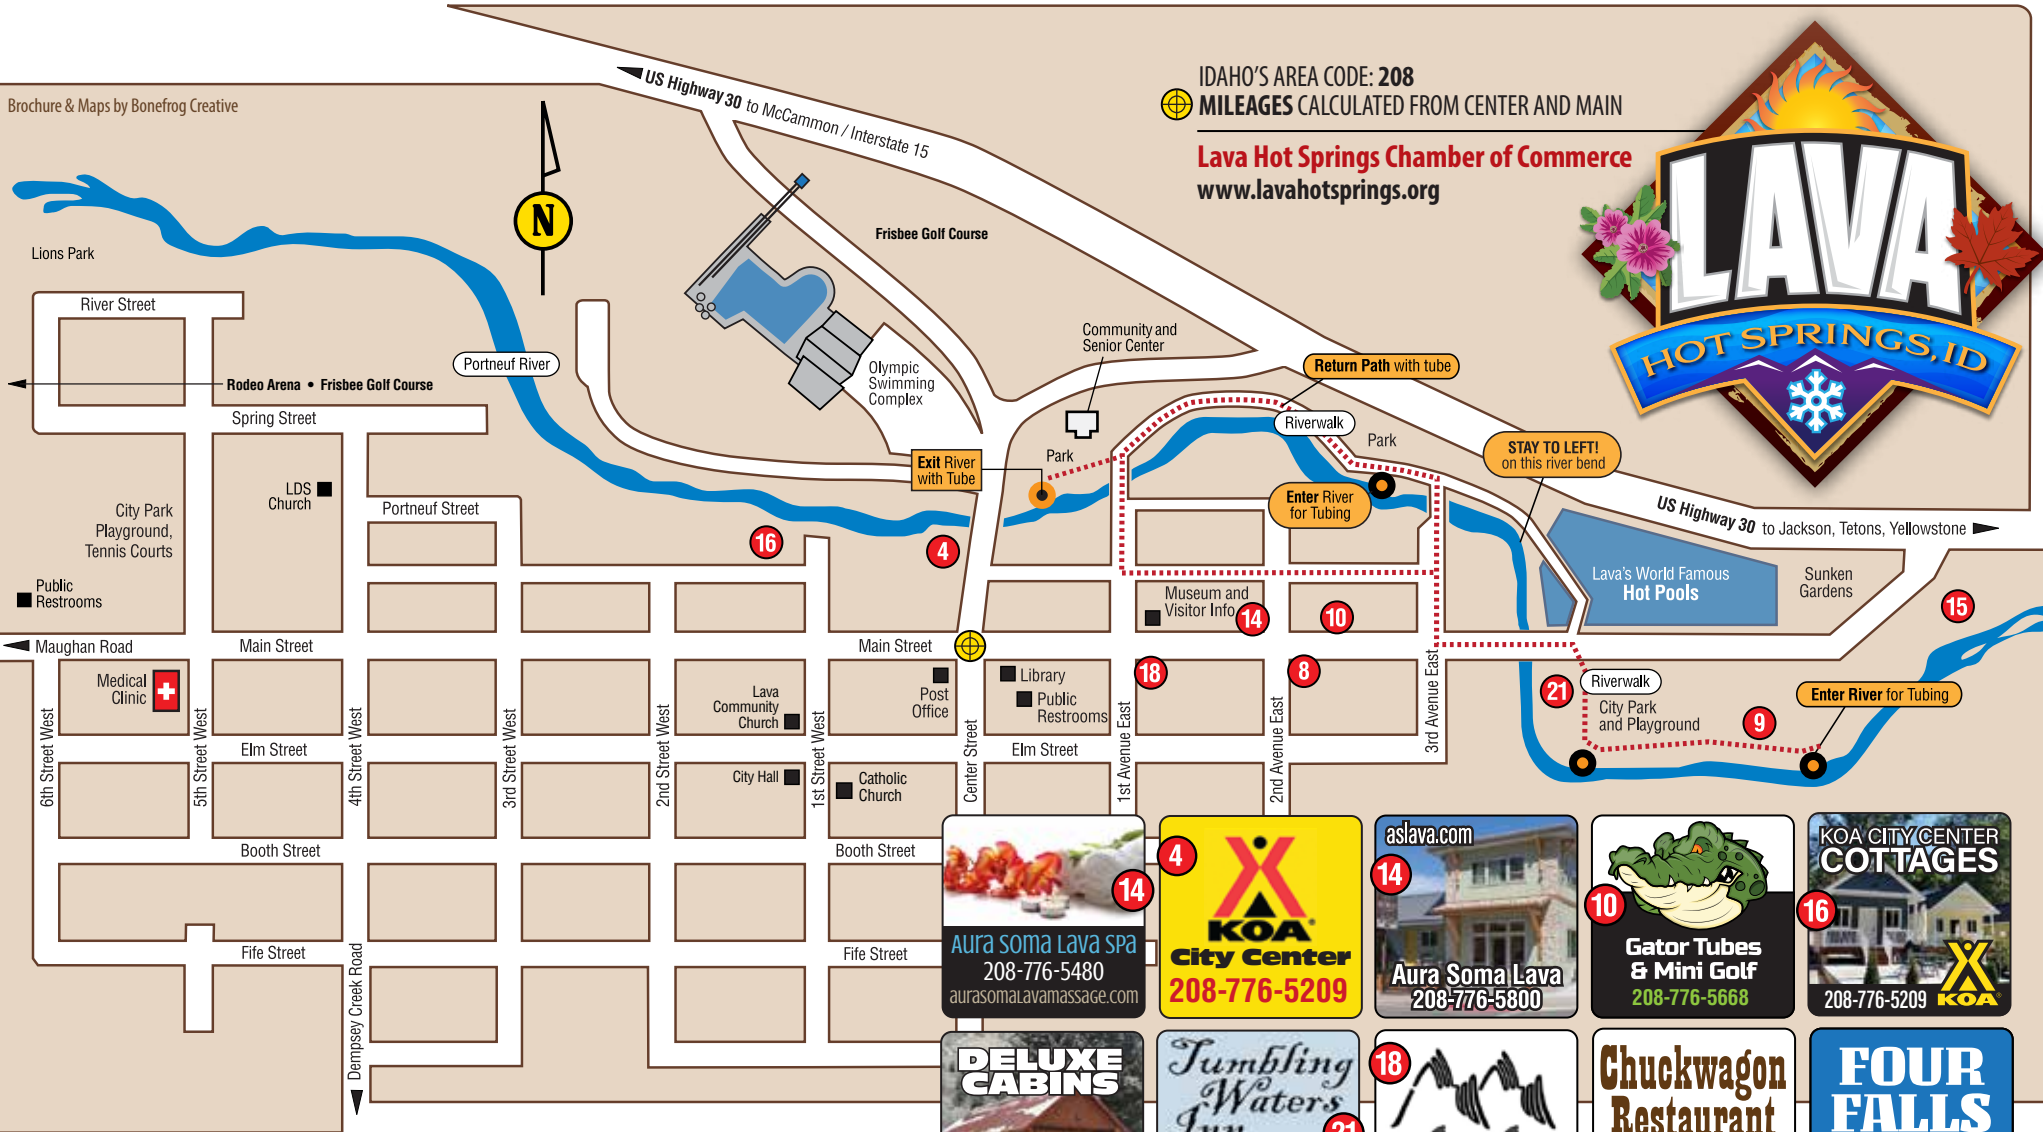 Brochure & Maps by Bonefrog Creative
US Highway 30 to McCammon / Interstate 15
IDAHO'S AREA CODE: 208
MILEAGES CALCULATED FROM CENTER AND MAIN
Lava Hot Springs Chamber of Commerce
www.lavahotsprings.org
LAVA
HOT SPRINGS, ID
N
Lions Park
Frisbee Golf Course
River Street
Portneuf River
Community and
Senior Center
Olympic
Swimming
Complex
Return Path with tube
Rodeo Arena • Frisbee Golf Course
Spring Street
Riverwalk
Park
Park
STAY TO LEFT!
on this river bend
Exit River
with Tube
Enter River
for Tubing
LDS
Church
City Park
Playground,
Tennis Courts
Portneuf Street
US Highway 30 to Jackson, Tetons, Yellowstone
16
4
Public
Restrooms
Lava's World Famous
Hot Pools
Sunken
Gardens
15
Museum and
Visitor Info
14
10
Maughan Road
Main Street
Main Street
Medical
Clinic
Lava
Community
Church
Post
Office
Library
Public
Restrooms
18
8
21
Riverwalk
City Park
and Playground
9
Enter River for Tubing
6th Street West
5th Street West
4th Street West
3rd Street West
2nd Street West
1st Street West
Center Street
1st Avenue East
2nd Avenue East
3rd Avenue East
Elm Street
Elm Street
City Hall
Catholic
Church
Booth Street
Booth Street
Fife Street
Fife Street
Dempsey Creek Road
14
Aura Soma Lava Spa
208-776-5480
aurasomalavamassage.com
4
KOA
City Center
208-776-5209
aslava.com
14
Aura Soma Lava
208-776-5800
10
Gator Tubes
& Mini Golf
208-776-5668
KOA CITY CENTER
COTTAGES
16
208-776-5209 KOA
DELUXE
CABINS
Tumbling
Waters
Inn
21
18
Chuckwagon
Restaurant
FOUR
FALLS